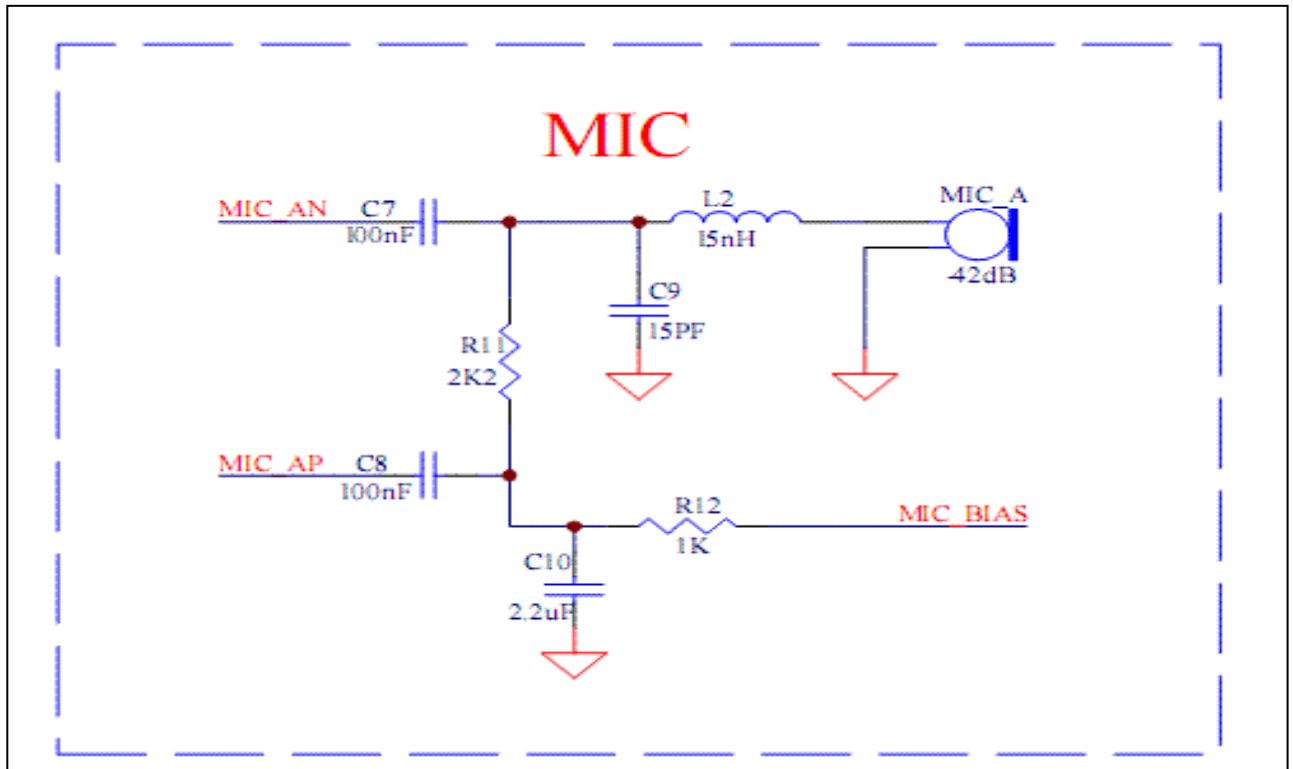 MIC
MIC_AN
C7
100nF
L2
15nH
MIC_A
-42dB
C9
15PF
R11
2K2
MIC_AP
C8
100nF
R12
1K
MIC_BIAS
C10
2.2uF